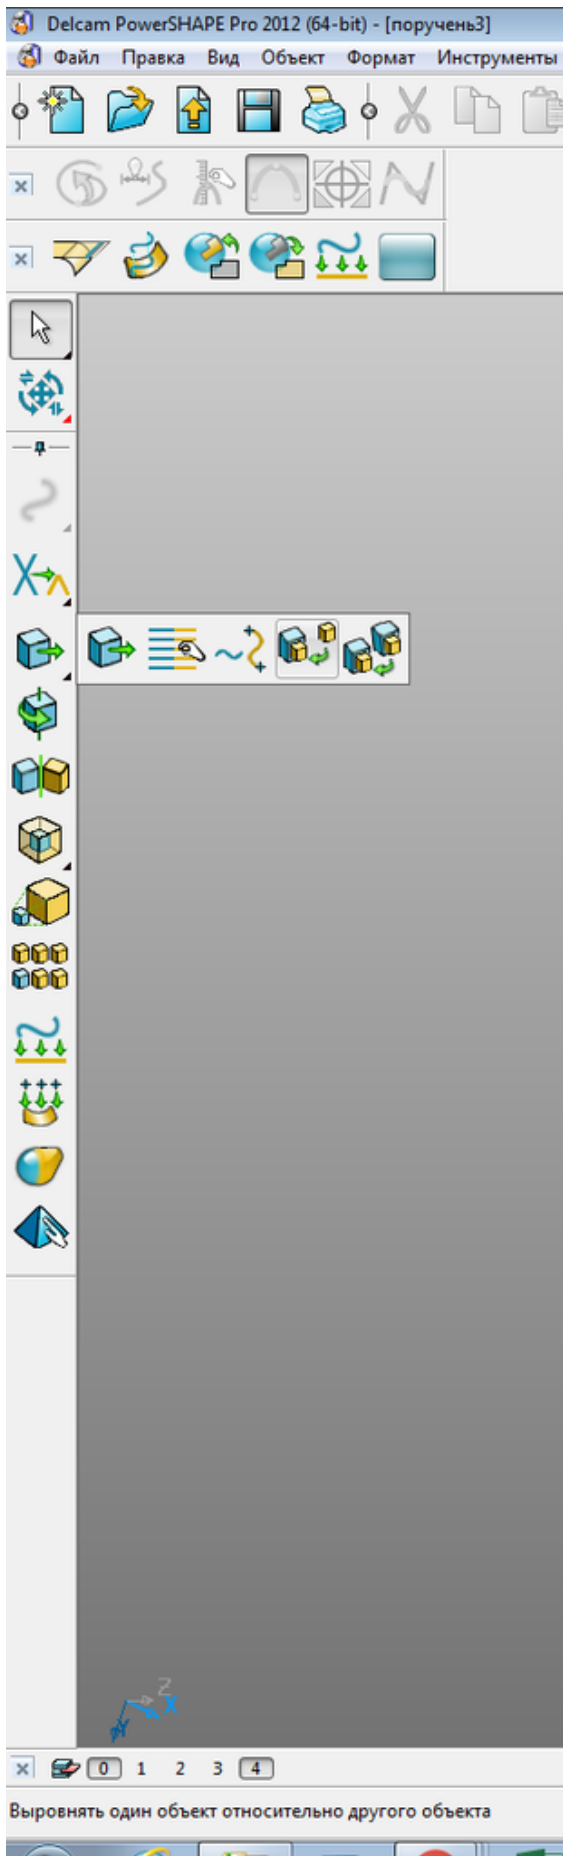 Delcam PowerSHAPE Pro 2012 (64-bit) - [поручень3]
Файл Правка Вид Объект Формат Инструменты
Z
X
Y
0 1 2 3 4
Выровнять один объект относительно другого объекта